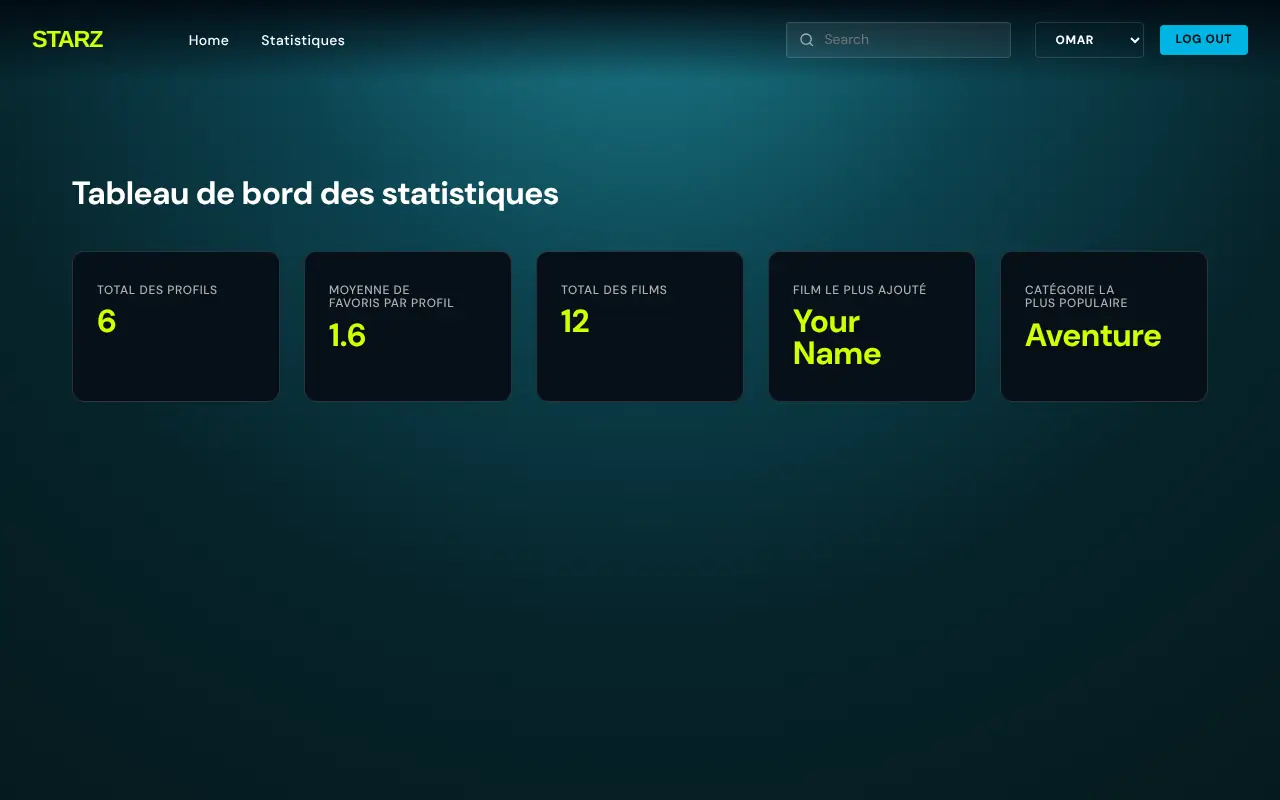 STARZ
Home
Statistiques
Search
OMAR
LOG OUT
Tableau de bord des statistiques
TOTAL DES PROFILS
6
MOYENNE DE
FAVORIS PAR PROFIL
1.6
TOTAL DES FILMS
12
FILM LE PLUS AJOUTÉ
Your
Name
CATÉGORIE LA
PLUS POPULAIRE
Aventure